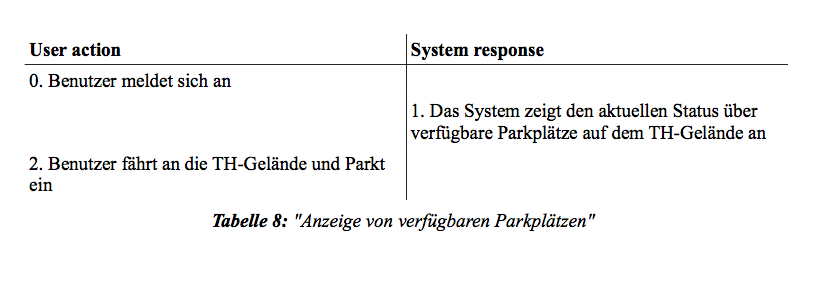 User action
System response
0. Benutzer meldet sich an
1. Das System zeigt den aktuellen Status über
verfügbare Parkplätze auf dem TH-Gelände an
2. Benutzer fährt an die TH-Gelände und Parkt
ein
Tabelle 8: "Anzeige von verfügbaren Parkplätzen"